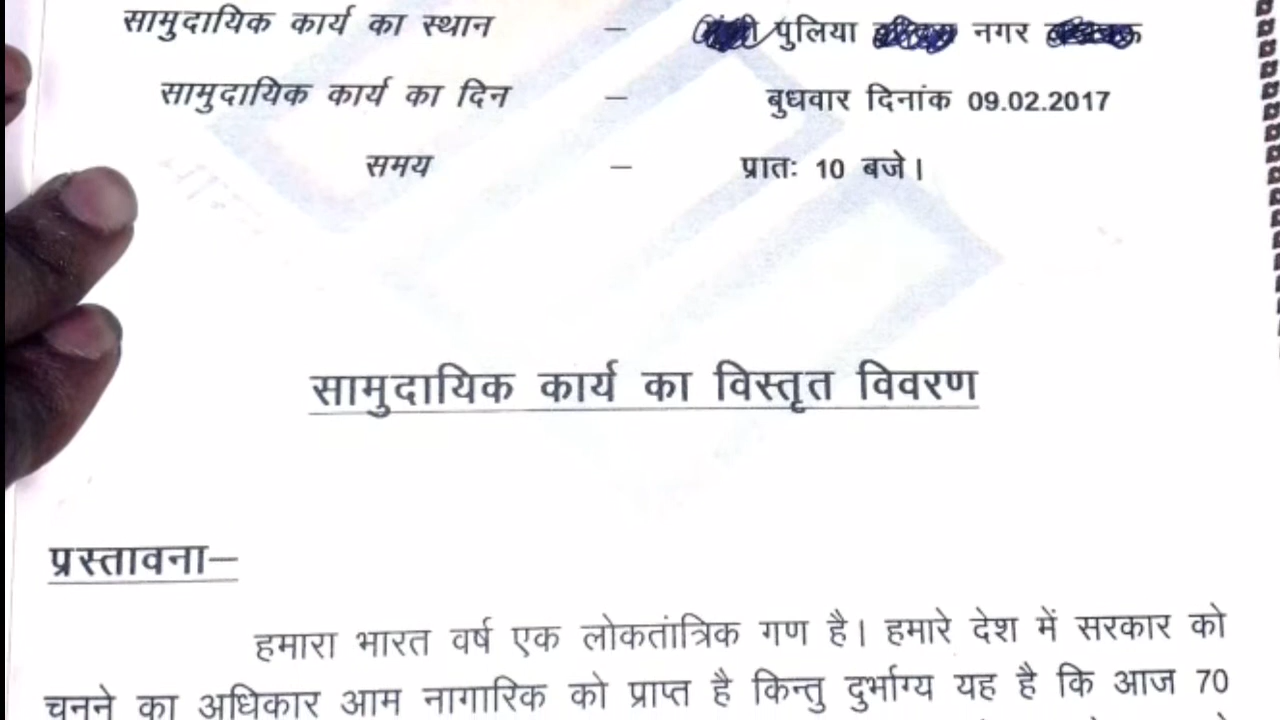 सामुदायिक कार्य का स्थान – पुलिया नगर
सामुदायिक कार्य का दिन – बुधवार दिनांक 09.02.2017
समय – प्रातः 10 बजे।
सामुदायिक कार्य का विस्तृत विवरण
प्रस्तावना–
हमारा भारत वर्ष एक लोकतांत्रिक गण है। हमारे देश में सरकार को
चुनने का अधिकार आम नागारिक को प्राप्त है किन्तु दुर्भाग्य यह है कि आज 70